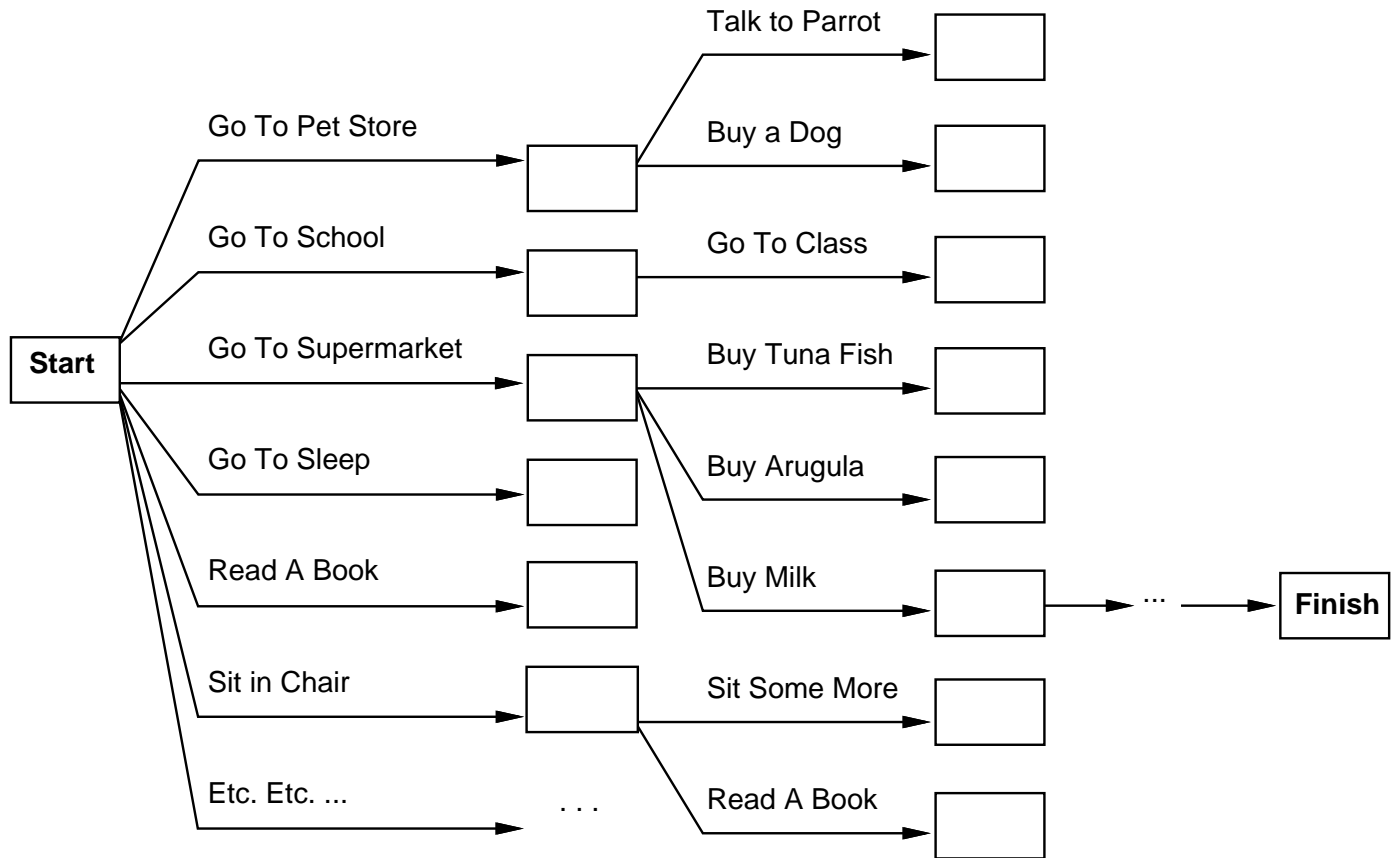 Talk to Parrot
Go To Pet Store
Buy a Dog
Go To School
Go To Class
Start
Go To Supermarket
Buy Tuna Fish
Go To Sleep
Buy Arugula
Read A Book
Buy Milk
...
Finish
Sit in Chair
Sit Some More
Etc. Etc. ...
. . .
Read A Book